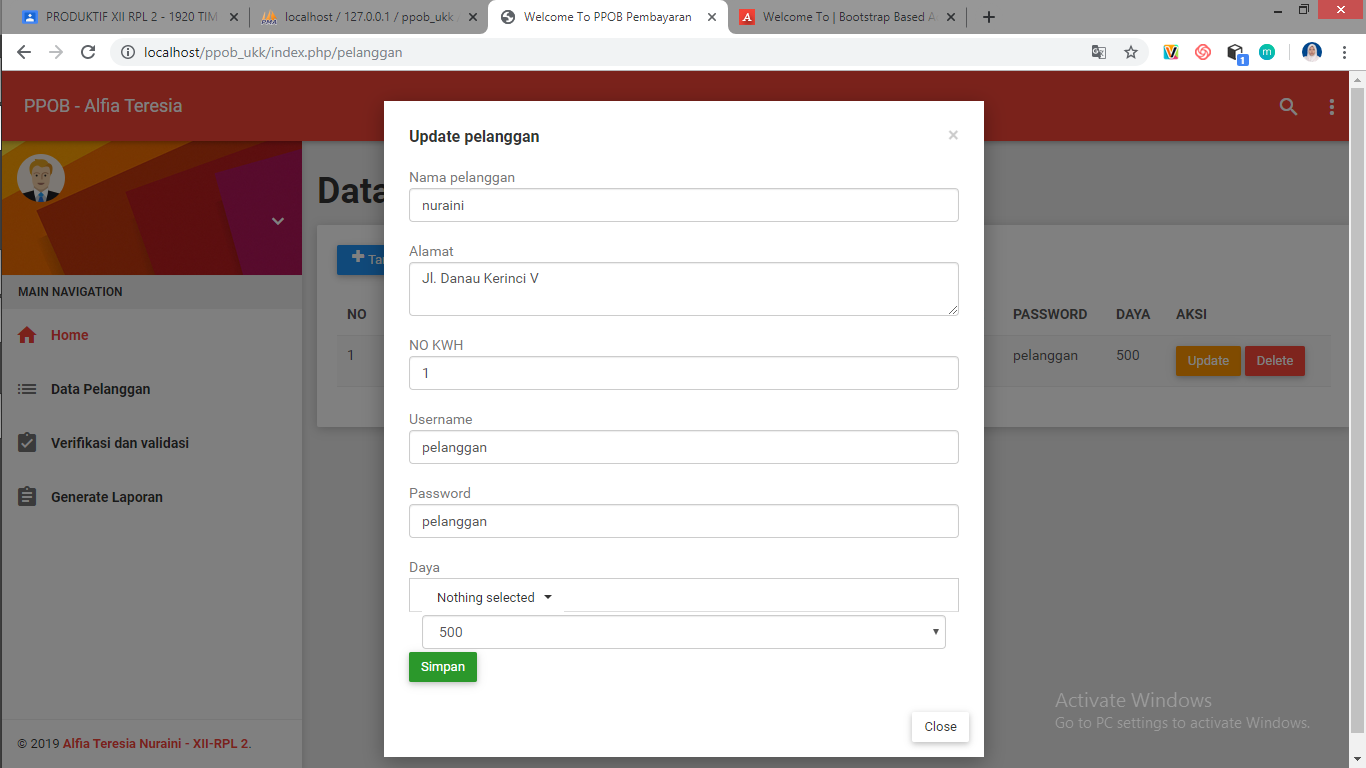 PRODUKTIF XII RPL 2 - 1920 TIM
localhost / 127.0.0.1 / ppob_ukk
Welcome To PPOB Pembayaran
Welcome To | Bootstrap Based A
localhost/ppob_ukk/index.php/pelanggan
PPOB - Alfia Teresia
Update pelanggan
Nama pelanggan
nuraini
Data
Alamat
Jl. Danau Kerinci V
MAIN NAVIGATION
NO
PASSWORD
DAYA
AKSI
Home
NO KWH
1
pelanggan
500
Update
Delete
1
Data Pelanggan
Username
pelanggan
Verifikasi dan validasi
Password
pelanggan
Generate Laporan
Daya
Nothing selected
500
Simpan
Activate Windows
Go to PC settings to activate Windows.
Close
© 2019 Alfia Teresia Nuraini - XII-RPL 2.